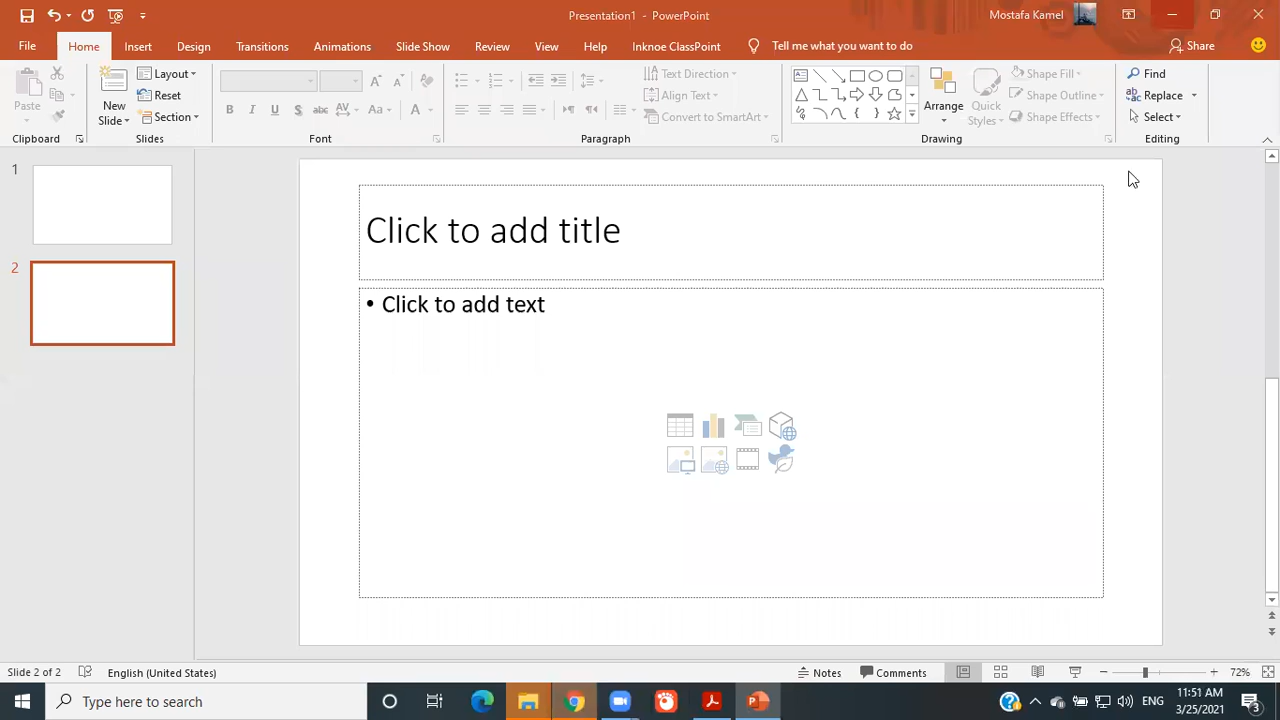 Presentation1 - PowerPoint
Mostafa Kamel
File Home Insert Design Transitions Animations Slide Show Review View Help Inknoe ClassPoint Tell me what you want to do Share
Paste
New
Slide
Layout
Reset
Section
Text Direction
Align Text
Convert to SmartArt
Arrange
Quick
Styles
Shape Fill
Shape Outline
Shape Effects
Find
Replace
Select
Clipboard Slides Font Paragraph Drawing Editing
1
2
Click to add title
• Click to add text
Slide 2 of 2 English (United States) Notes Comments 72%
Type here to search
ENG
11:51 AM
3/25/2021
3